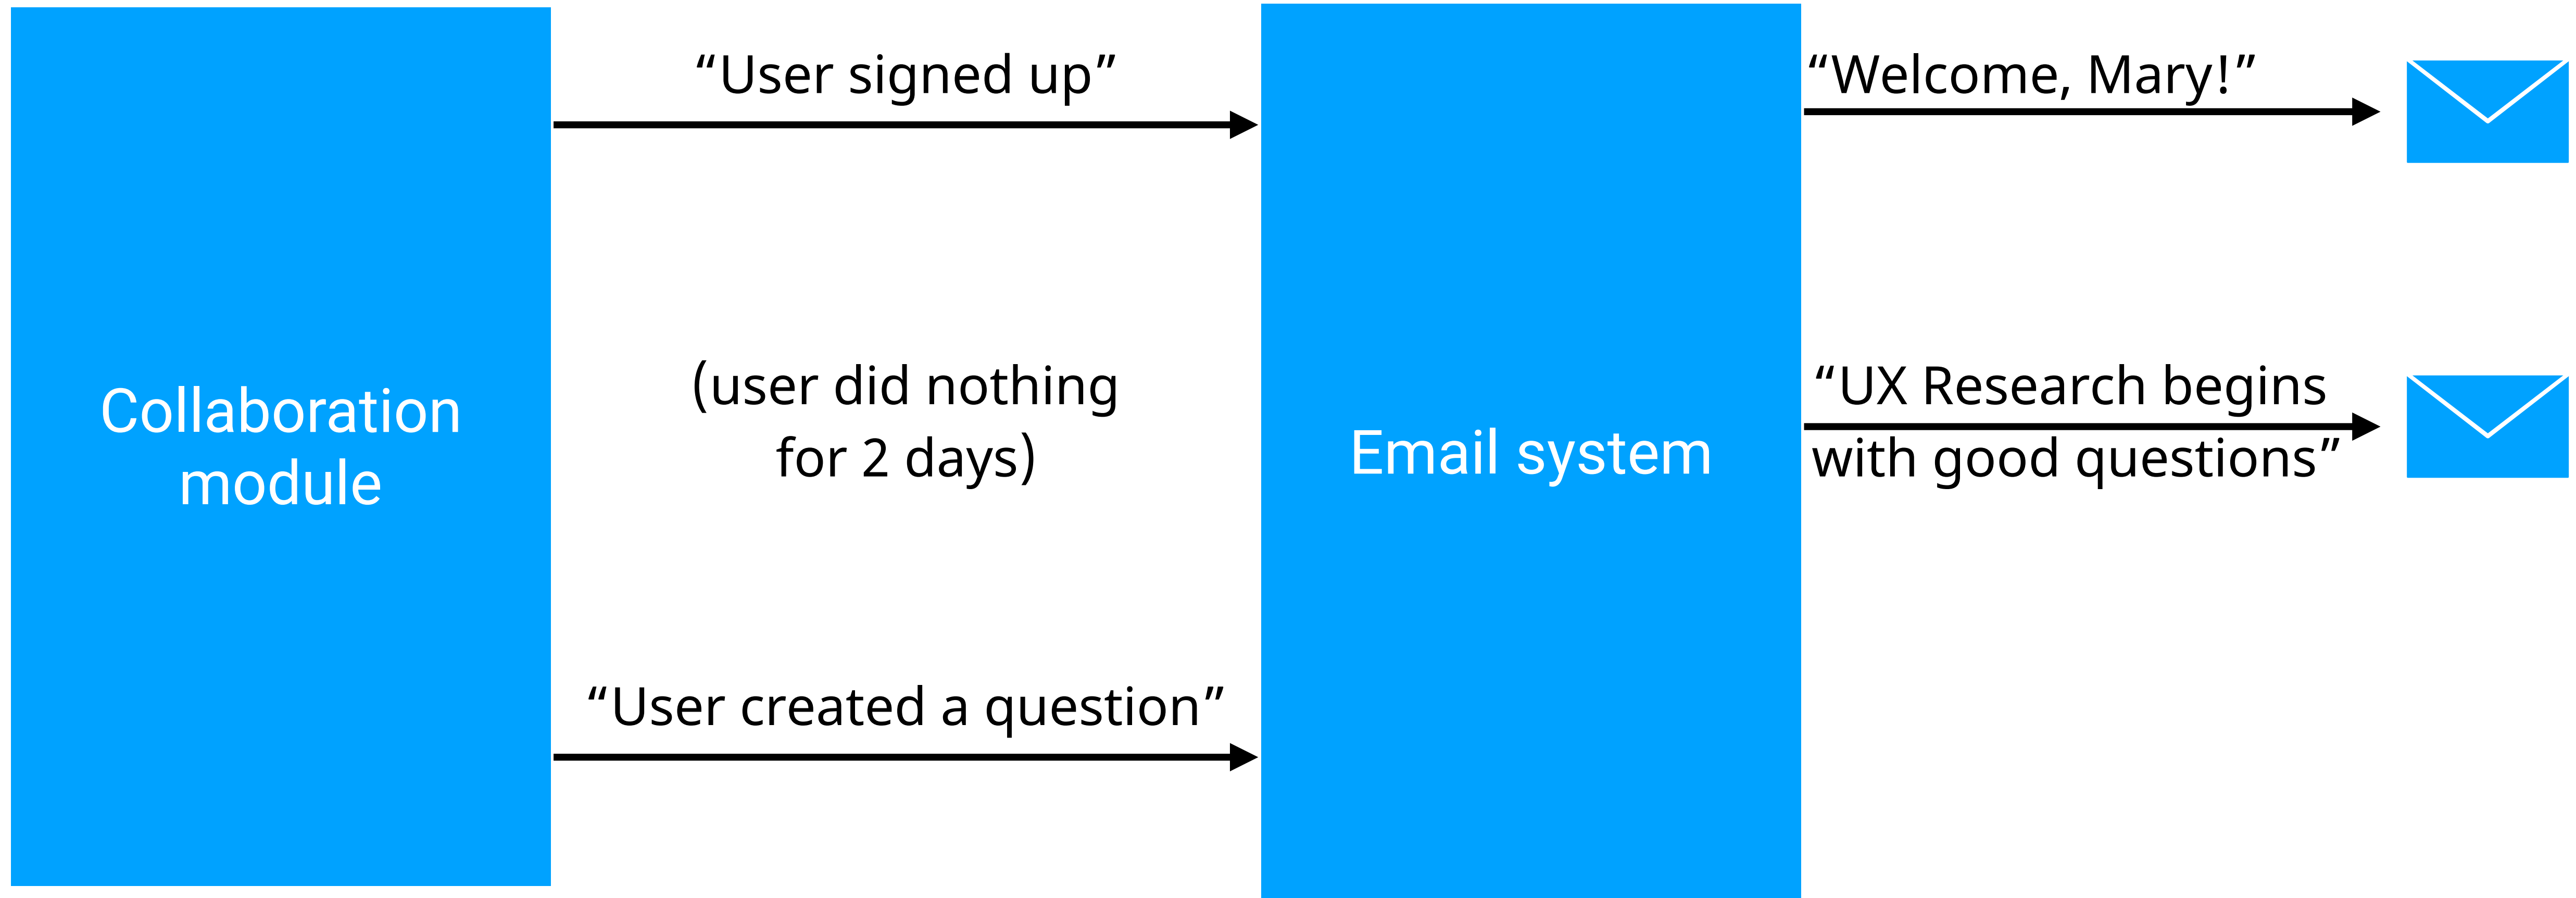 “User signed up”
“Welcome, Mary!”
Collaboration
module
(user did nothing
for 2 days)
Email system
“UX Research begins
with good questions”
“User created a question”